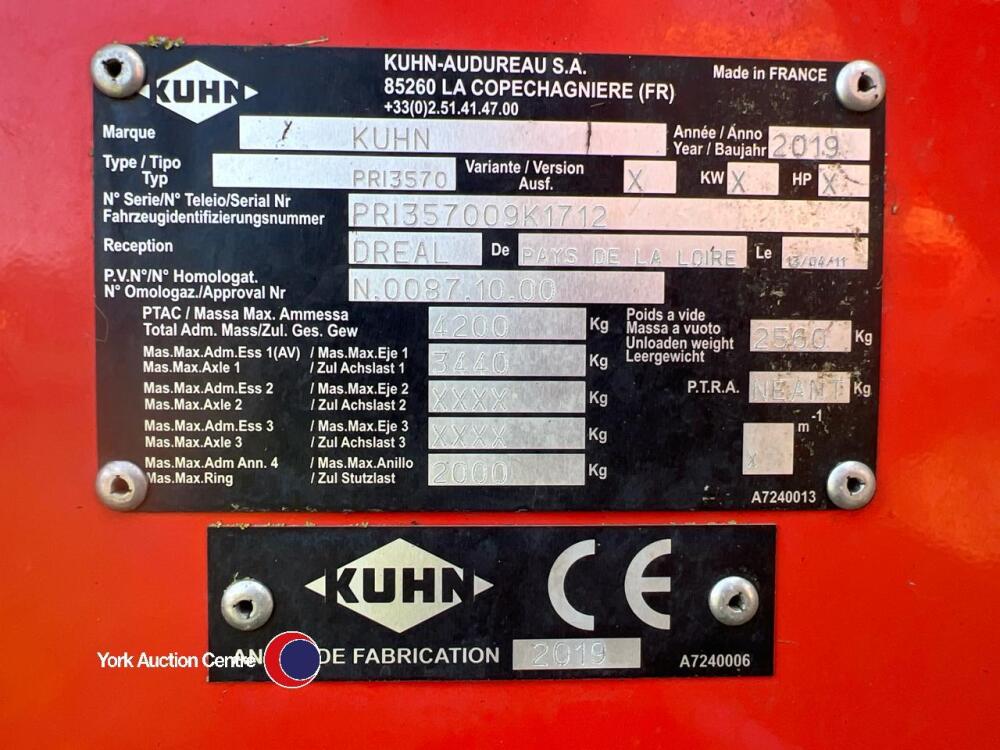 KUHN
KUHN-AUDUREAU S.A.
85260 LA COPECHAGNIERE (FR)
+33(0)2.51.41.47.00
Made in FRANCE
Marque KUHN Année / Anno 2019
Year / Baujahr
Type / Tipo PRI3570 Variante / Version X KW X HP X
Typ Ausf.
N° Serie/N° Teleio/Serial Nr PRI357009K1712
Fahrzeugidentifizierungsnummer
Reception DREAL De PAYS DE LA LOIRE Le 13/04/11
P.V.N°/N° Homologat. N.0087.10.00
N° Omologaz./Approval Nr
PTAC / Massa Max. Ammessa 4200 Kg
Total Adm. Mass/Zul. Ges. Gew
Poids a vide
Massa a vuoto
Unloaden weight 2560 Kg
Leergewicht
Mas.Max.Adm.Ess 1(AV) / Mas.Max.Eje 1 3440 Kg
Mas.Max.Axle 1 / Zul Achslast 1
Mas.Max.Adm.Ess 2 / Mas.Max.Eje 2 XXXX Kg
Mas.Max.Axle 2 / Zul Achslast 2
P.T.R.A. NEANT Kg
Mas.Max.Adm.Ess 3 / Mas.Max.Eje 3 XXXX Kg
Mas.Max.Axle 3 / Zul Achslast 3
m-1
x
Mas.Max.Adm Ann. 4 / Mas.Max.Anillo 2000 Kg
Mas.Max.Ring / Zul Stutzlast
A7240013
KUHN CE
DE FABRICATION 2019 A7240006
York Auction Centre